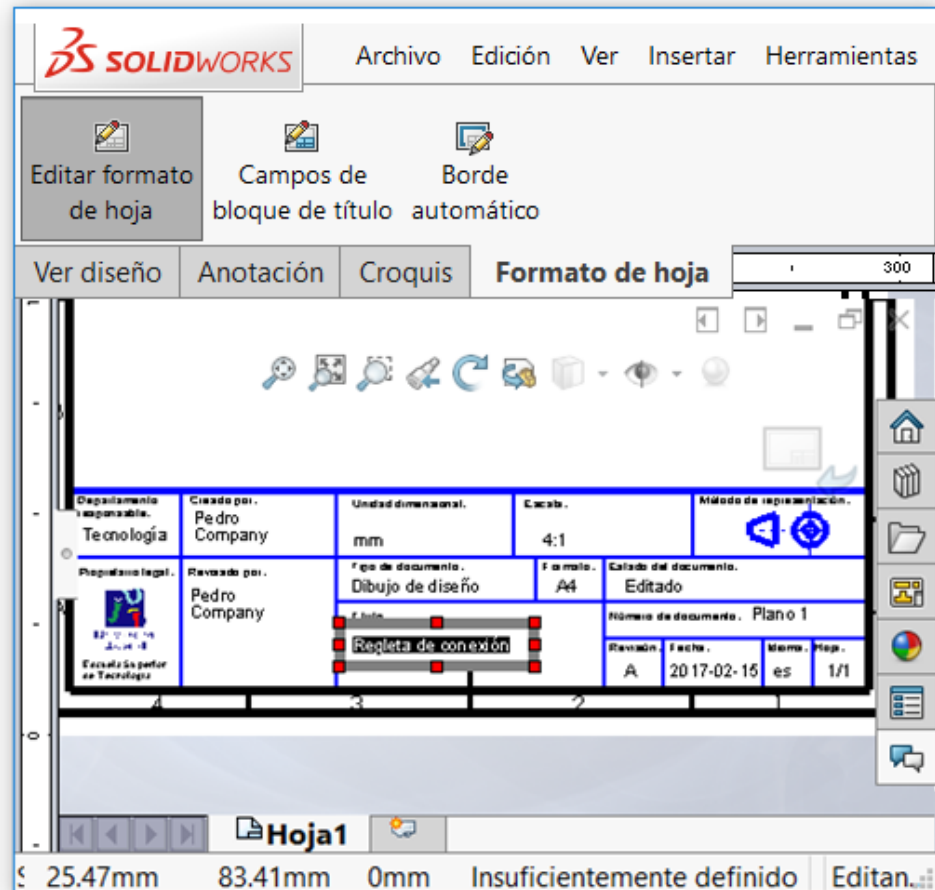 SOLIDWORKS
Archivo Edición Ver Insertar Herramientas
Editar formato de hoja
Campos de bloque de título
Borde automático
Ver diseño Anotación Croquis Formato de hoja
300
Departamento responsable.
Tecnología
Creado por.
Pedro
Company
Unidad dimensional.
mm
Escala.
4:1
Método de representación.
Propietario legal.
Escuela Superior
de Tecnología
Revisado por.
Pedro
Company
Tipo de documento.
Dibujo de diseño
Formato.
A4
Estado del documento.
Editado
Regleta de conexión
Número de documento. Plano 1
Revisión.
A
Fecha.
2017-02-15
Idioma.
es
Hoja.
1/1
4 3 2 1
0
Hoja1
25.47mm 83.41mm 0mm Insuficientemente definido Editan...